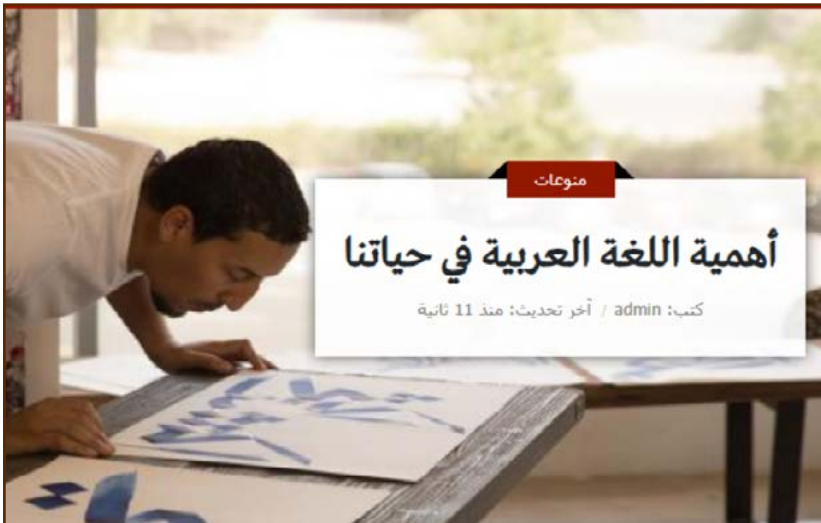 منوعات
أهمية اللغة العربية في حياتنا
كتب: admin / آخر تحديث: منذ 11 ثانية